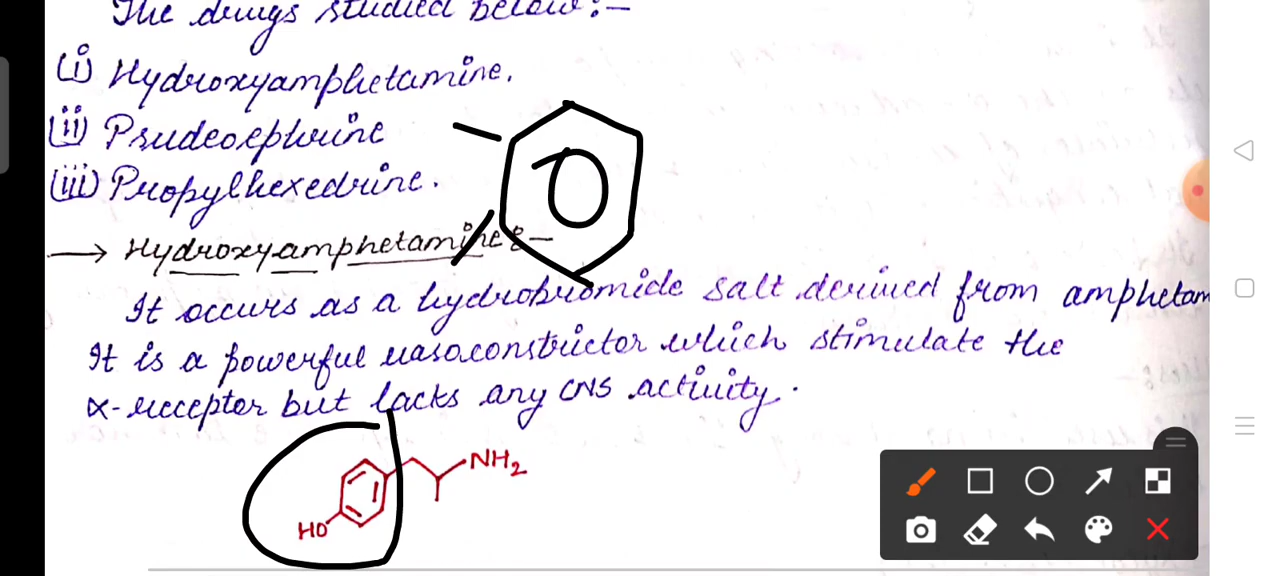 The drugs studied below :-
(i) Hydroxyamphetamine.
(ii) Psudeoephrine
(iii) Propylhexedrine.
→ Hydroxyamphetamine :-
It occurs as a hydrobromide salt derived from amphetam
It is a powerful vasoconstrictor which stimulate the
α-receptor but lacks any CNS activity.
NH2
HO